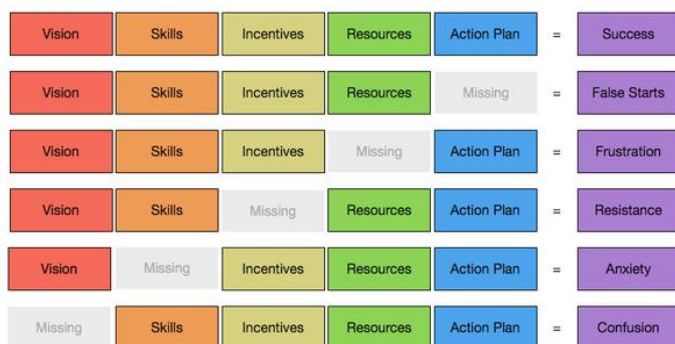 Vision Skills Incentives Resources Action Plan = Success
Vision Skills Incentives Resources Missing = False Starts
Vision Skills Incentives Missing Action Plan = Frustration
Vision Skills Missing Resources Action Plan = Resistance
Vision Missing Incentives Resources Action Plan = Anxiety
Missing Skills Incentives Resources Action Plan = Confusion